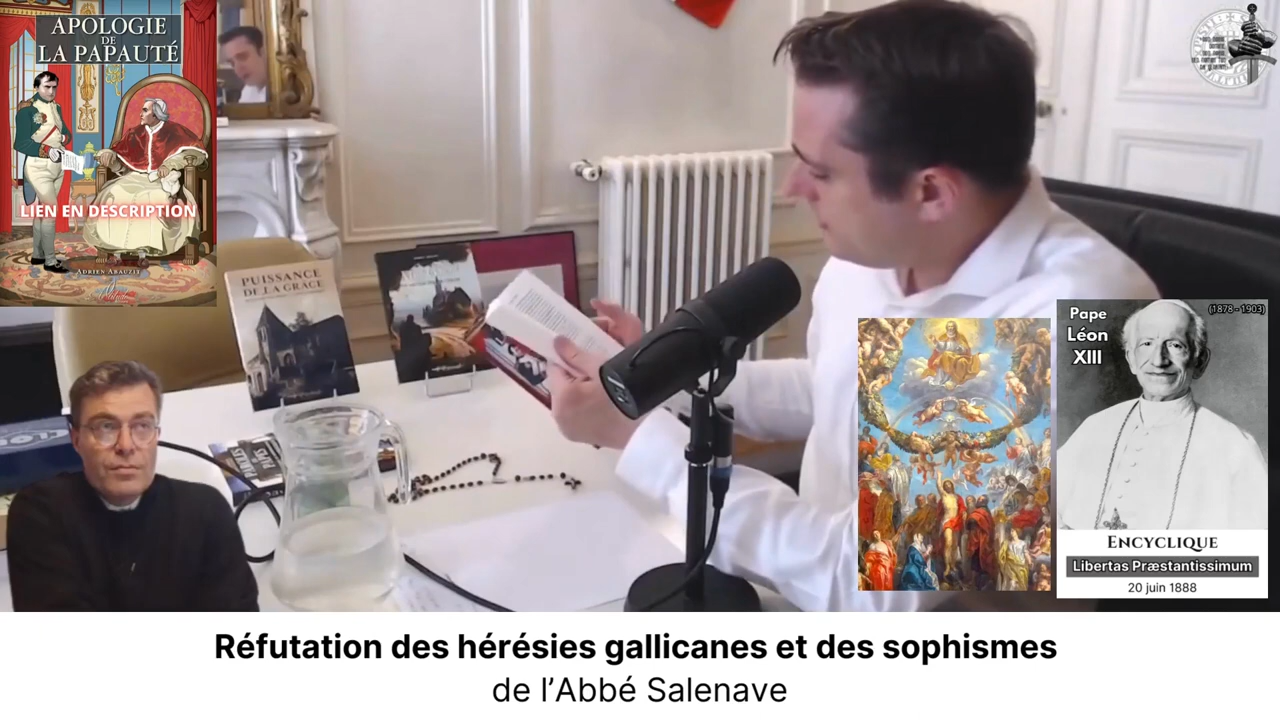 APOLOGIE
DE
LA PAPAUTÉ
LIEN EN DESCRIPTION
ADRIEN ABAUZIT
PUISSANCE
DE LA GRÂCE
Pape
Léon
XIII
(1878 - 1903)
ENCYCLIQUE
Libertas Præstantissimum
20 juin 1888
Réfutation des hérésies gallicanes et des sophismes
de l’Abbé Salenave